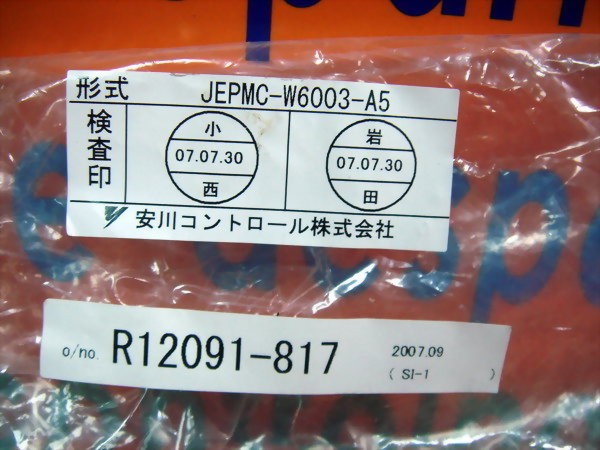 形式 JEPMC-W6003-A5
検査印
小
07.07.30
西
岩
07.07.30
田
安川コントロール株式会社
o/no. R12091-817 2007.09
( SI-1 )